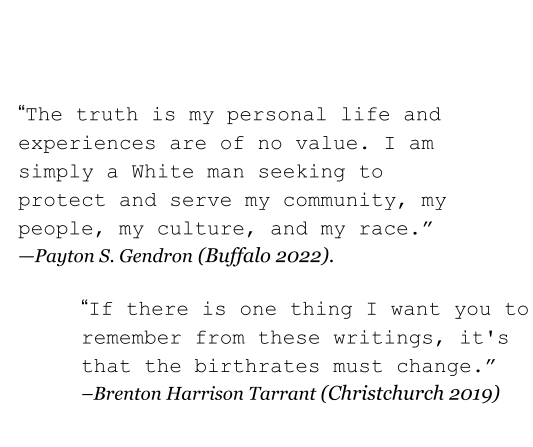 “The truth is my personal life and
experiences are of no value. I am
simply a White man seeking to
protect and serve my community, my
people, my culture, and my race.”
—Payton S. Gendron (Buffalo 2022).
“If there is one thing I want you to
remember from these writings, it's
that the birthrates must change.”
–Brenton Harrison Tarrant (Christchurch 2019)